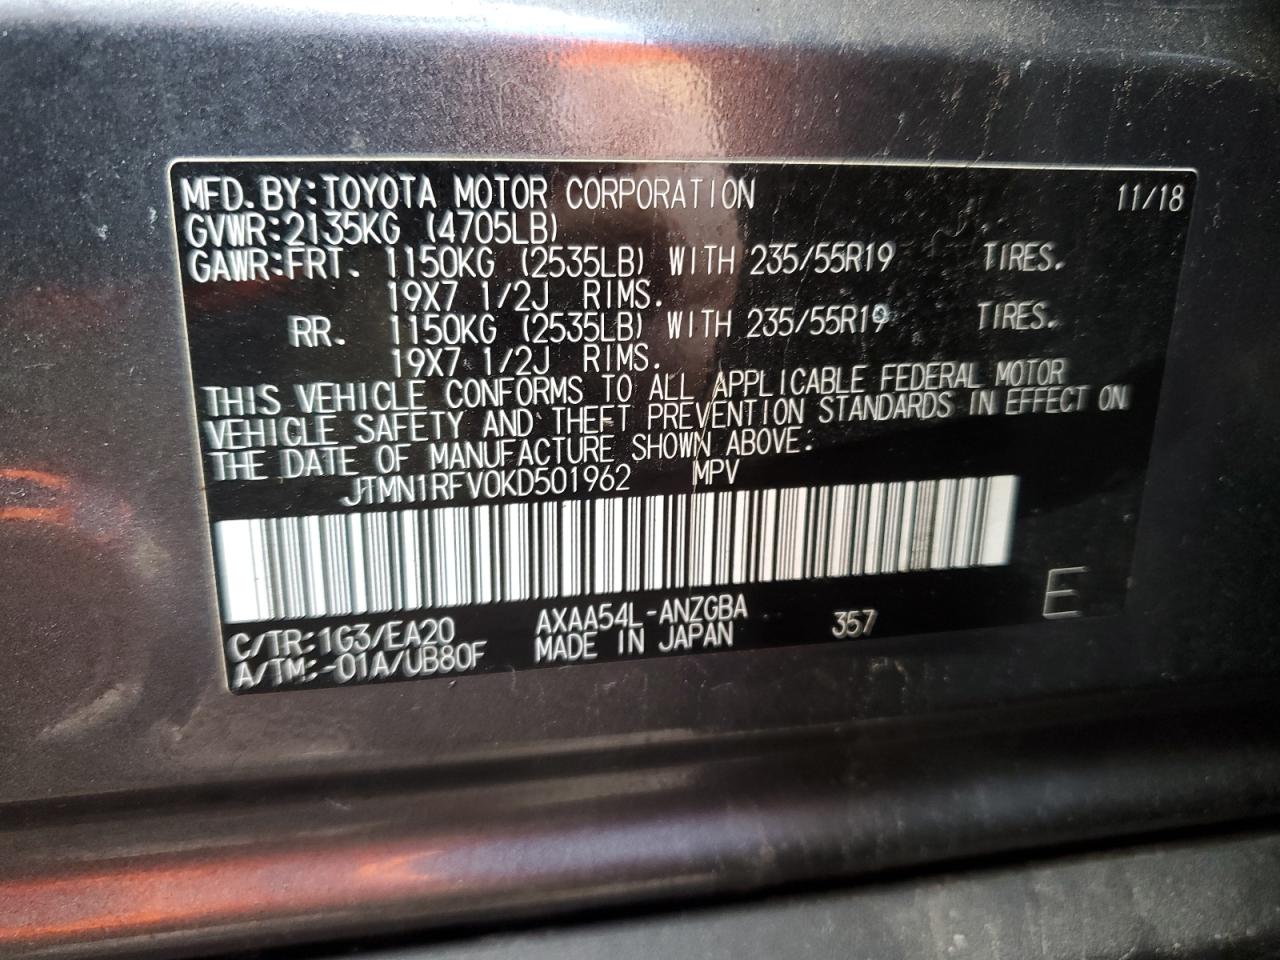 MFD.BY:TOYOTA MOTOR CORPORATION 11/18
GVWR:2135KG (4705LB)
GAWR:FRT. 1150KG (2535LB) WITH 235/55R19 TIRES.
19X7 1/2J RIMS.
RR. 1150KG (2535LB) WITH 235/55R19 TIRES.
19X7 1/2J RIMS.
THIS VEHICLE CONFORMS TO ALL APPLICABLE FEDERAL MOTOR
VEHICLE SAFETY AND THEFT PREVENTION STANDARDS IN EFFECT ON
THE DATE OF MANUFACTURE SHOWN ABOVE.
JTMN1RFV0KD501962 MPV
C/TR:1G3/EA20 AXAA54L-ANZGBA 357 E
A/TM:-01A/UB80F MADE IN JAPAN